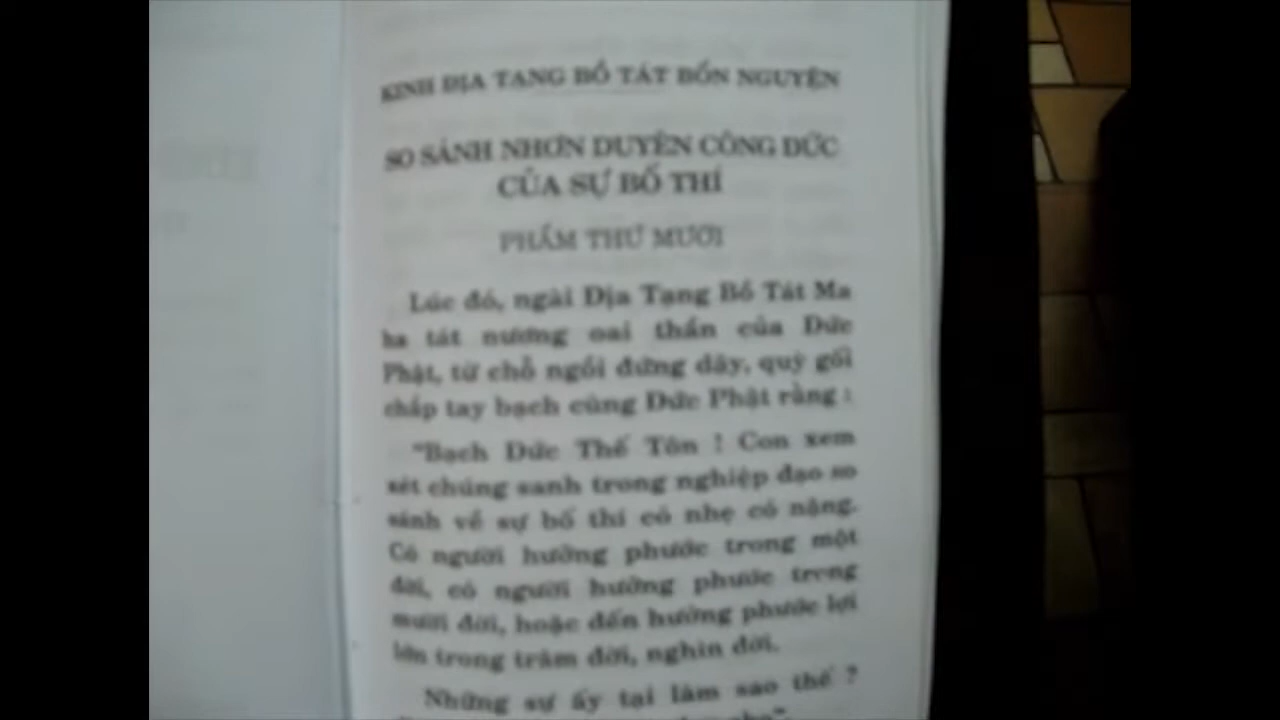 KINH ĐỊA TẠNG BỒ TÁT BỔN NGUYỆN
SO SÁNH NHƠN DUYÊN CÔNG ĐỨC
CỦA SỰ BỐ THÍ
PHẨM THỨ MƯỜI
Lúc đó, ngài Địa Tạng Bồ Tát Ma
ha tát nương oai thần của Đức
Phật, từ chỗ ngồi đứng dậy, quỳ gối
chắp tay bạch cùng Đức Phật rằng :
"Bạch Đức Thế Tôn ! Con xem
xét chúng sanh trong nghiệp đạo so
sánh về sự bố thí có nhẹ có nặng.
Có người hưởng phước trong một
đời, có người hưởng phước trong
mười đời, hoặc đến hưởng phước lợi
lớn trong trăm đời, nghìn đời.
Những sự ấy tại làm sao thế ?